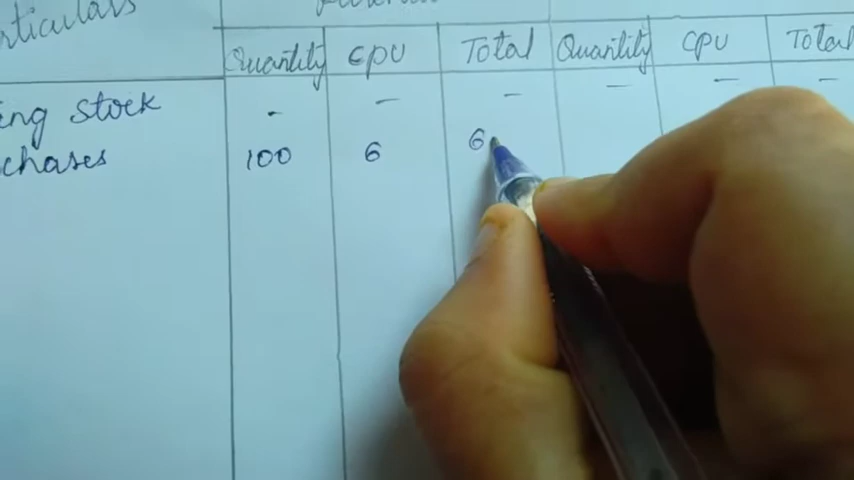 rticulars
Quantity CPU Total Quantity CPU Total
ing stock - - - - - -
chases 100 6 6